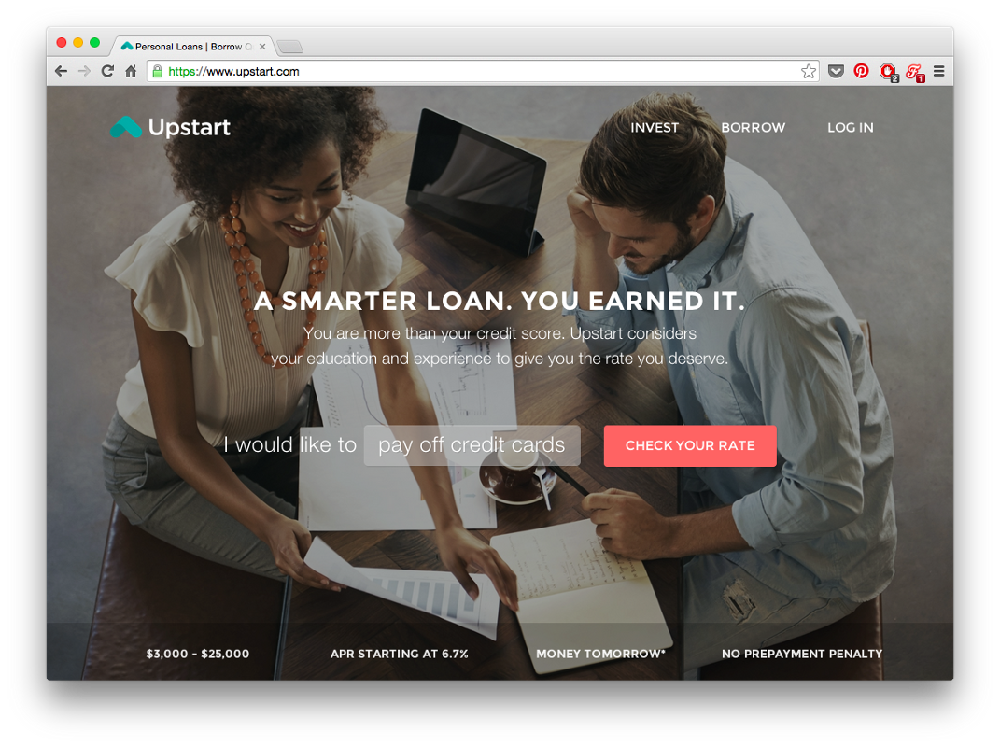 Personal Loans | Borrow O
https://www.upstart.com
2
1
Upstart
INVEST
BORROW
LOG IN
A SMARTER LOAN. YOU EARNED IT.
You are more than your credit score. Upstart considers
your education and experience to give you the rate you deserve.
I would like to pay off credit cards
CHECK YOUR RATE
$3,000 - $25,000
APR STARTING AT 6.7%
MONEY TOMORROW*
NO PREPAYMENT PENALTY